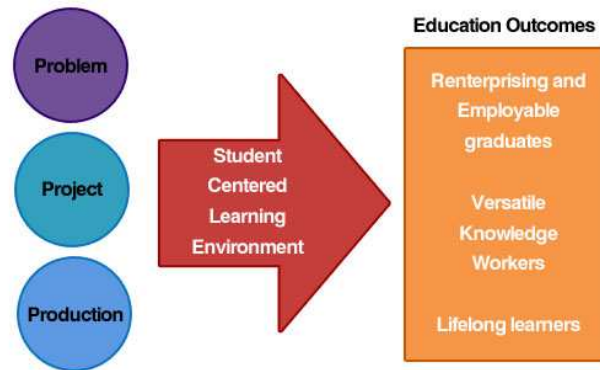 Education Outcomes
Problem
Project
Production
Student
Centered
Learning
Environment
Renterprising and
Employable
graduates
Versatile
Knowledge
Workers
Lifelong learners